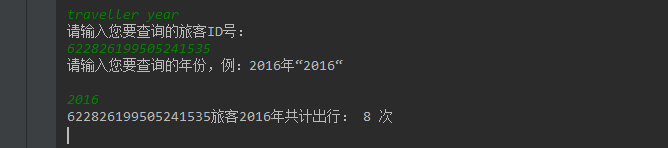 traveller year
请输入您要查询的旅客ID号：
622826199505241535
请输入您要查询的年份，例：2016年“2016“
2016
622826199505241535旅客2016年共计出行： 8 次